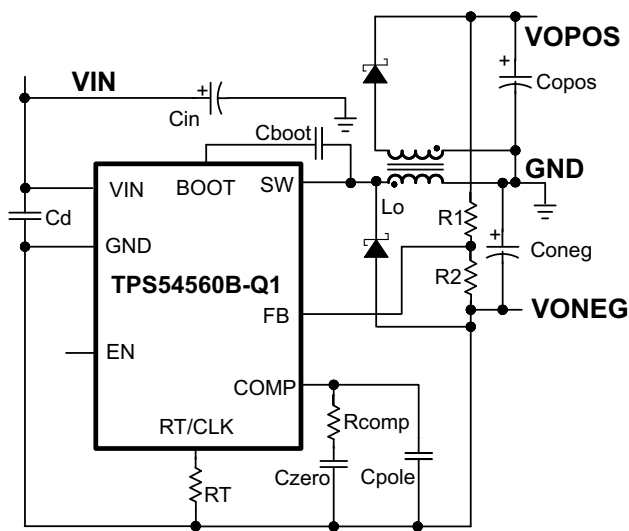 VOPOS
VIN
+
Copos
+
Cin
Cboot
GND
VIN
BOOT
SW
Cd
Lo
R1
+
GND
Coneg
TPS54560B-Q1
R2
FB
VONEG
EN
COMP
RT/CLK
Rcomp
RT
Czero
Cpole